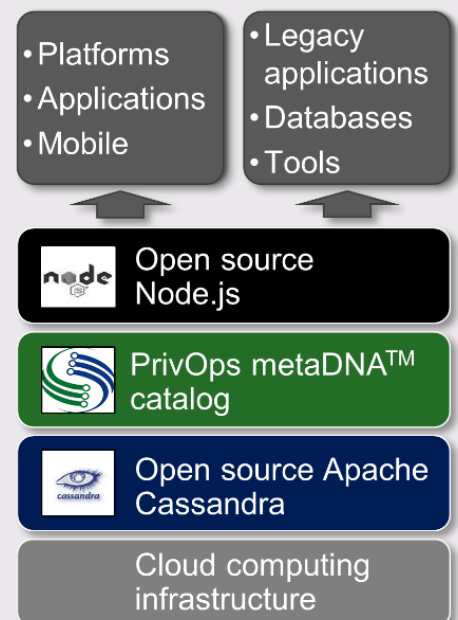 • Platforms
• Applications
• Mobile
• Legacy
applications
• Databases
• Tools
node
JS
Open source
Node.js
PrivOps metaDNA™
catalog
cassandra
Open source Apache
Cassandra
Cloud computing
infrastructure